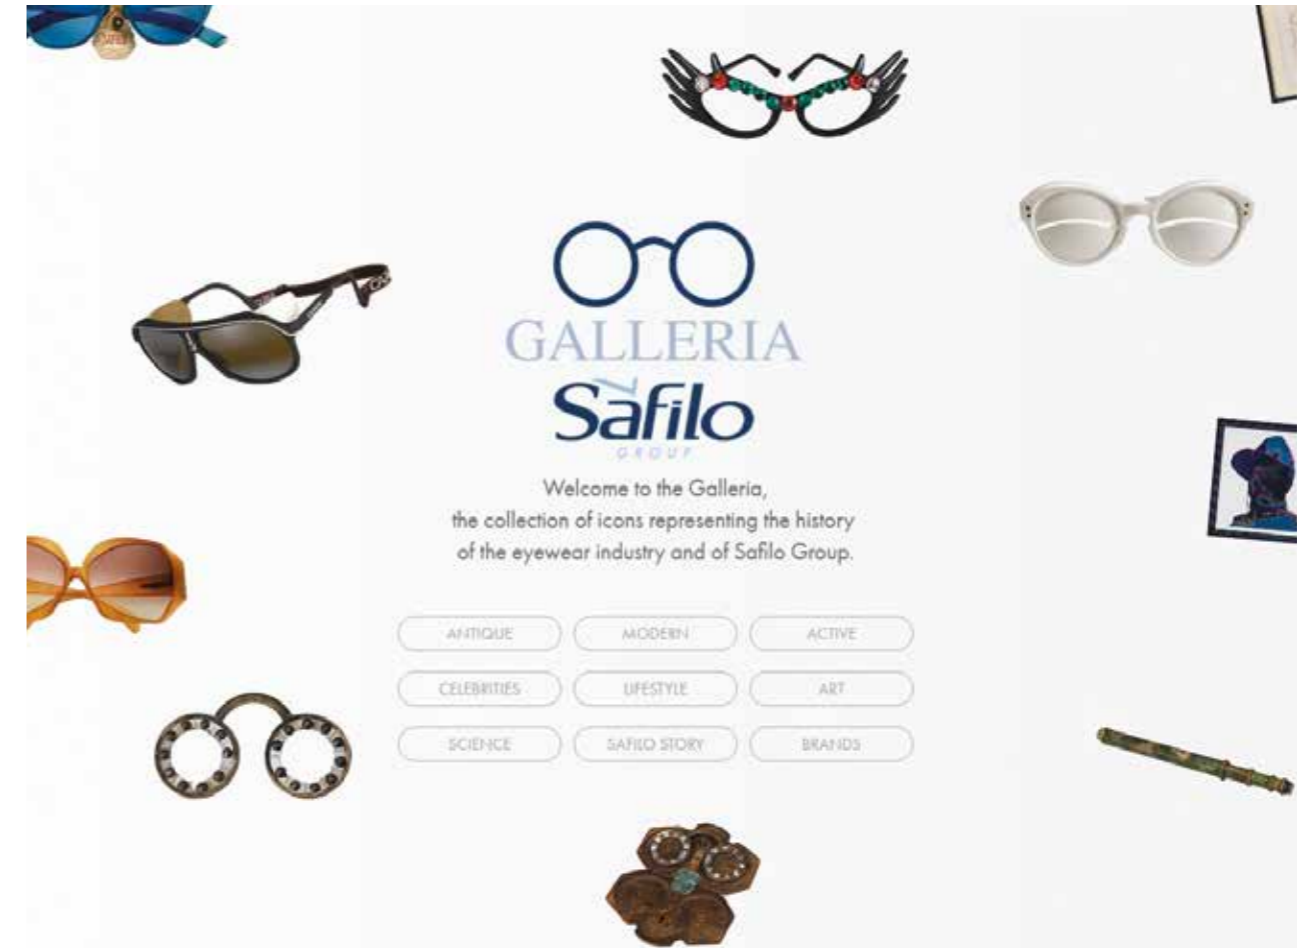 GALLERIA
Safilo
GROUP
Welcome to the Galleria,
the collection of icons representing the history
of the eyewear industry and of Safilo Group.
ANTIQUE
MODERN
ACTIVE
CELEBRITIES
LIFESTYLE
ART
SCIENCE
SAFILO STORY
BRANDS